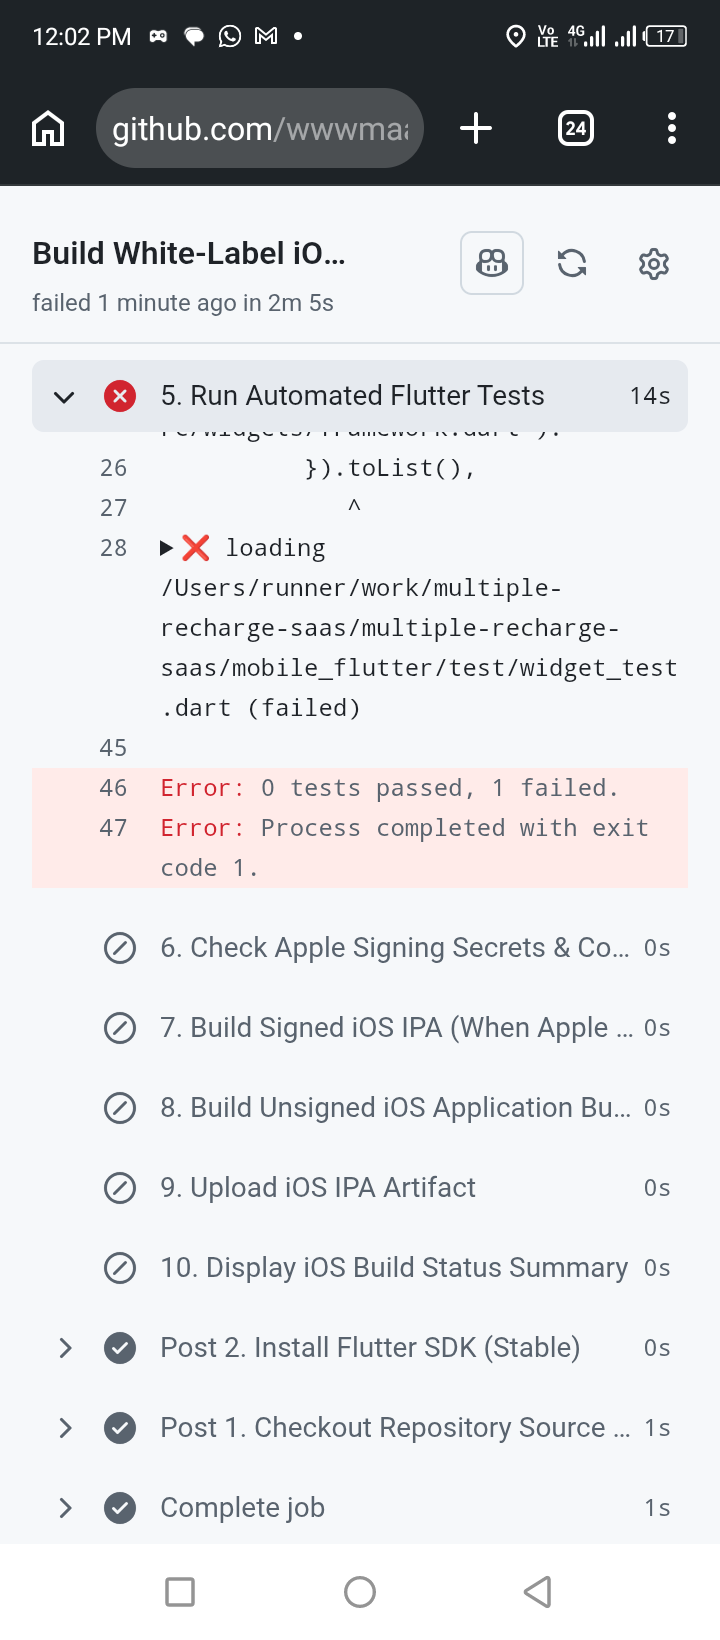 12:02 PM
Vo LTE 4G 17
github.com/wwwma
24
Build White-Label iO...
failed 1 minute ago in 2m 5s
5. Run Automated Flutter Tests 14s
26 }).toList(),
27 ^
28 ▶❌ loading
/Users/runner/work/multiple-
recharge-saas/multiple-recharge-
saas/mobile_flutter/test/widget_test
.dart (failed)
45
46 Error: 0 tests passed, 1 failed.
47 Error: Process completed with exit
code 1.
6. Check Apple Signing Secrets & Co... 0s
7. Build Signed iOS IPA (When Apple ... 0s
8. Build Unsigned iOS Application Bu... 0s
9. Upload iOS IPA Artifact 0s
10. Display iOS Build Status Summary 0s
Post 2. Install Flutter SDK (Stable) 0s
Post 1. Checkout Repository Source ... 1s
Complete job 1s